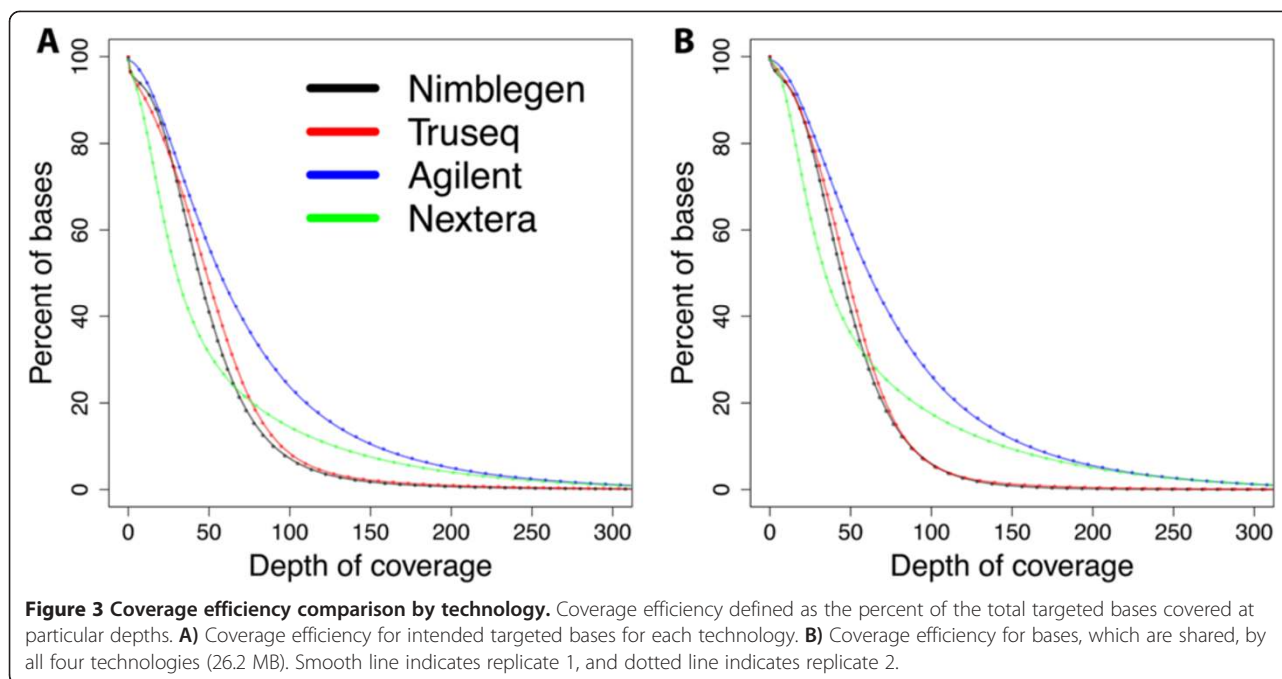 A
B
100
80
60
40
20
0
Percent of bases
Nimblegen
Truseq
Agilent
Nextera
0 50 100 150 200 250 300
Depth of coverage
100
80
60
40
20
0
Percent of bases
0 50 100 150 200 250 300
Depth of coverage
Figure 3 Coverage efficiency comparison by technology. Coverage efficiency defined as the percent of the total targeted bases covered at
particular depths. A) Coverage efficiency for intended targeted bases for each technology. B) Coverage efficiency for bases, which are shared, by
all four technologies (26.2 MB). Smooth line indicates replicate 1, and dotted line indicates replicate 2.